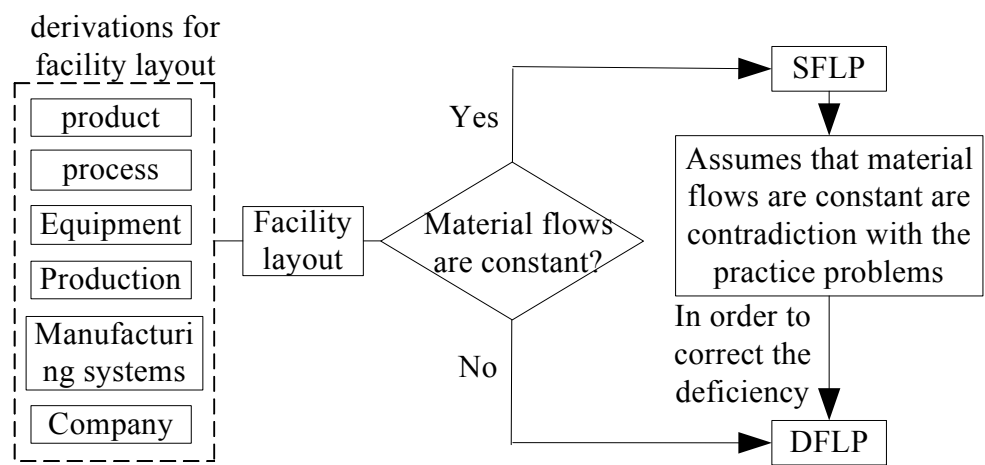 derivations for
facility layout
product
process
Equipment
Production
Manufacturi
ng systems
Company
Facility
layout
Material flows
are constant?
Yes
No
SFLP
Assumes that material
flows are constant are
contradiction with the
practice problems
In order to
correct the
deficiency
DFLP